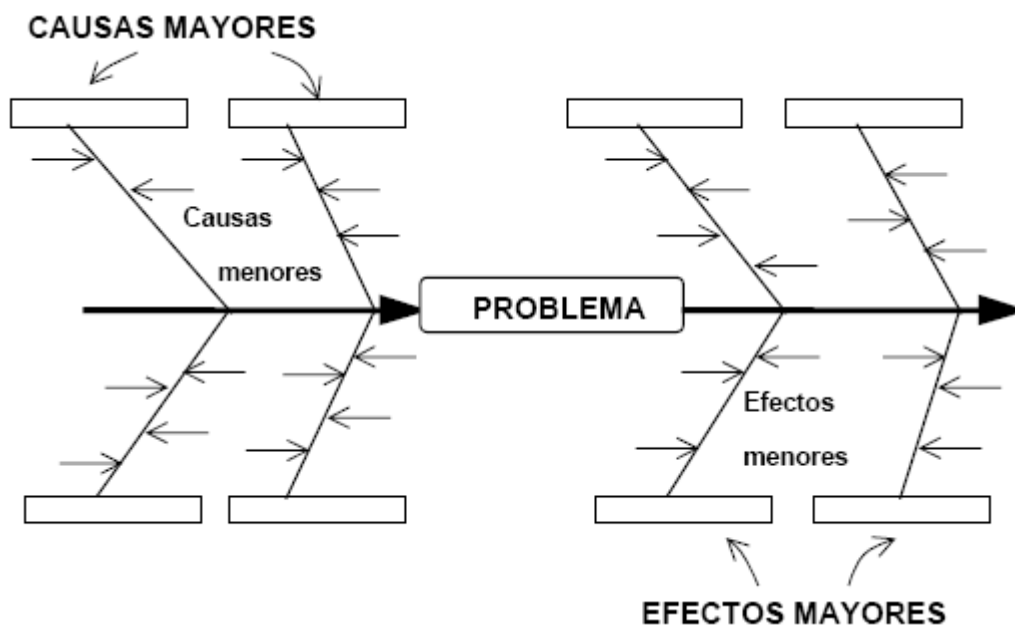 CAUSAS MAYORES
Causas
menores
PROBLEMA
Efectos
menores
EFECTOS MAYORES